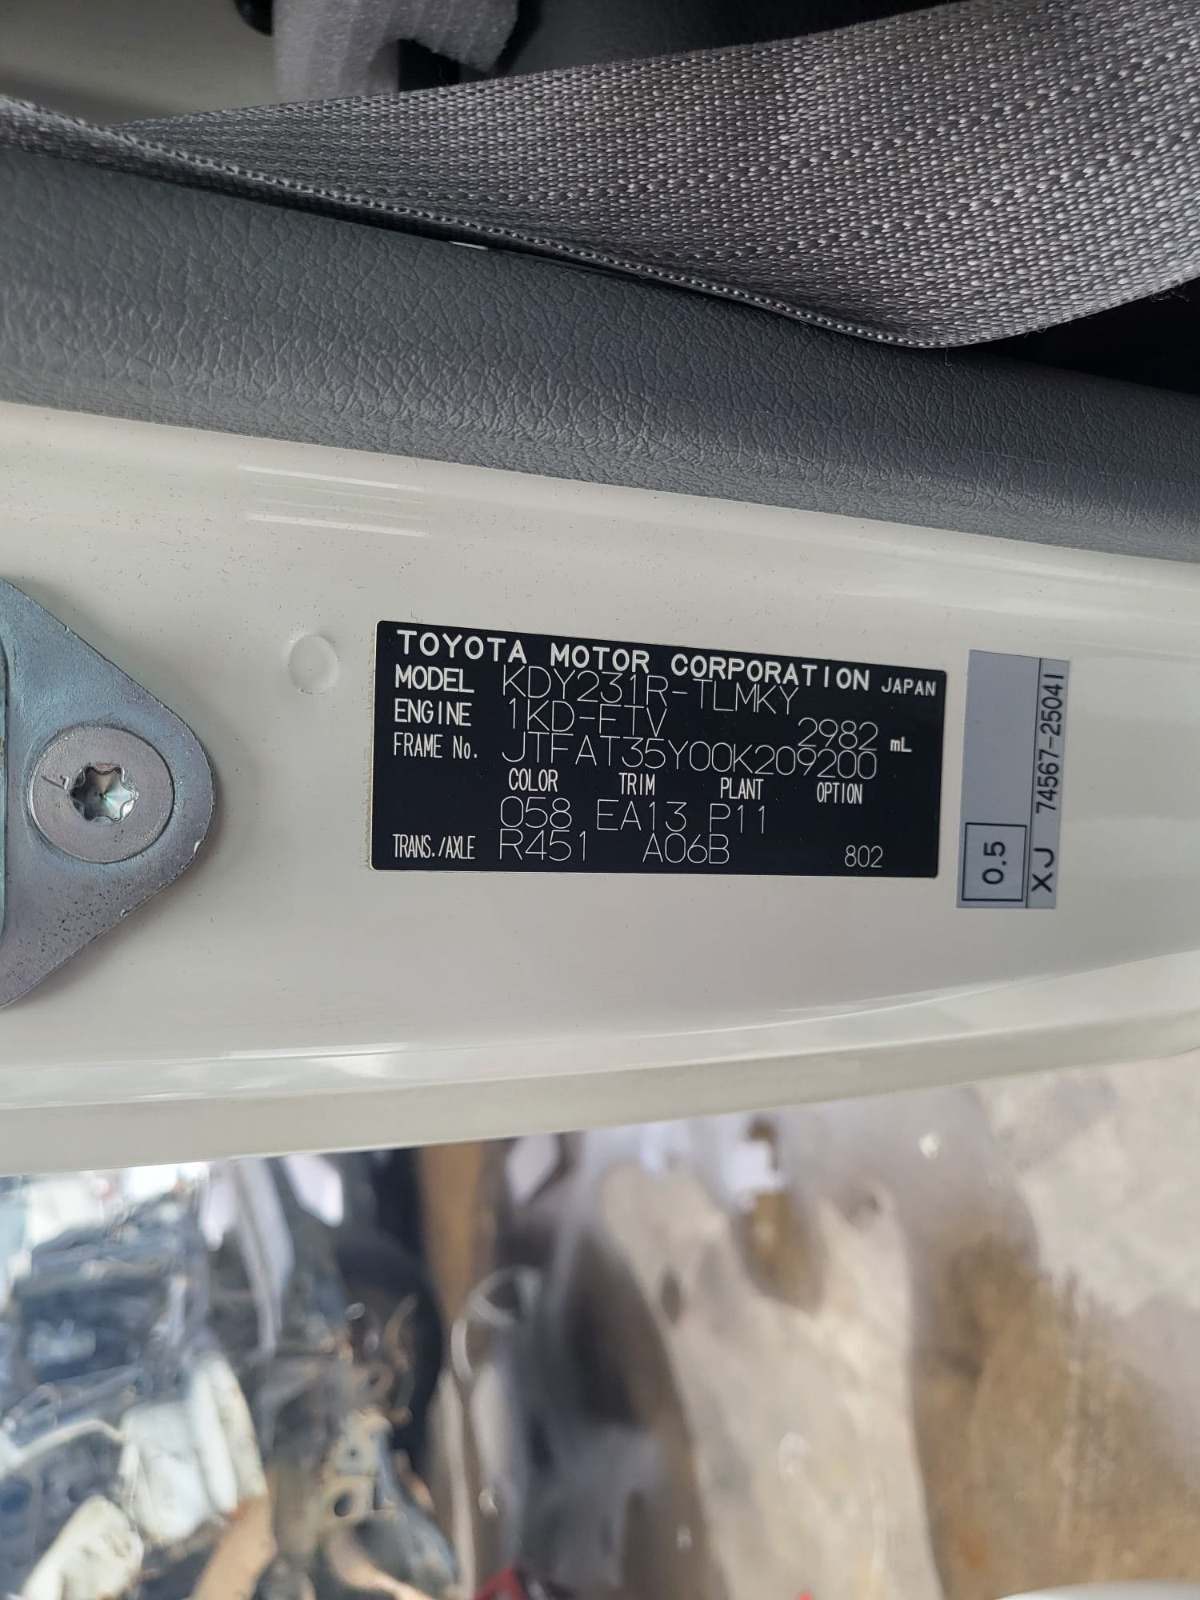 TOYOTA MOTOR CORPORATION JAPAN
MODEL KDY231R-TLMKY
ENGINE 1KD-FTV 2982 mL
FRAME No. JTFAT35Y00K209200
COLOR TRIM PLANT OPTION
058 EA13 P11
TRANS./AXLE R451 A06B 802
0.5
XJ 74567-25041